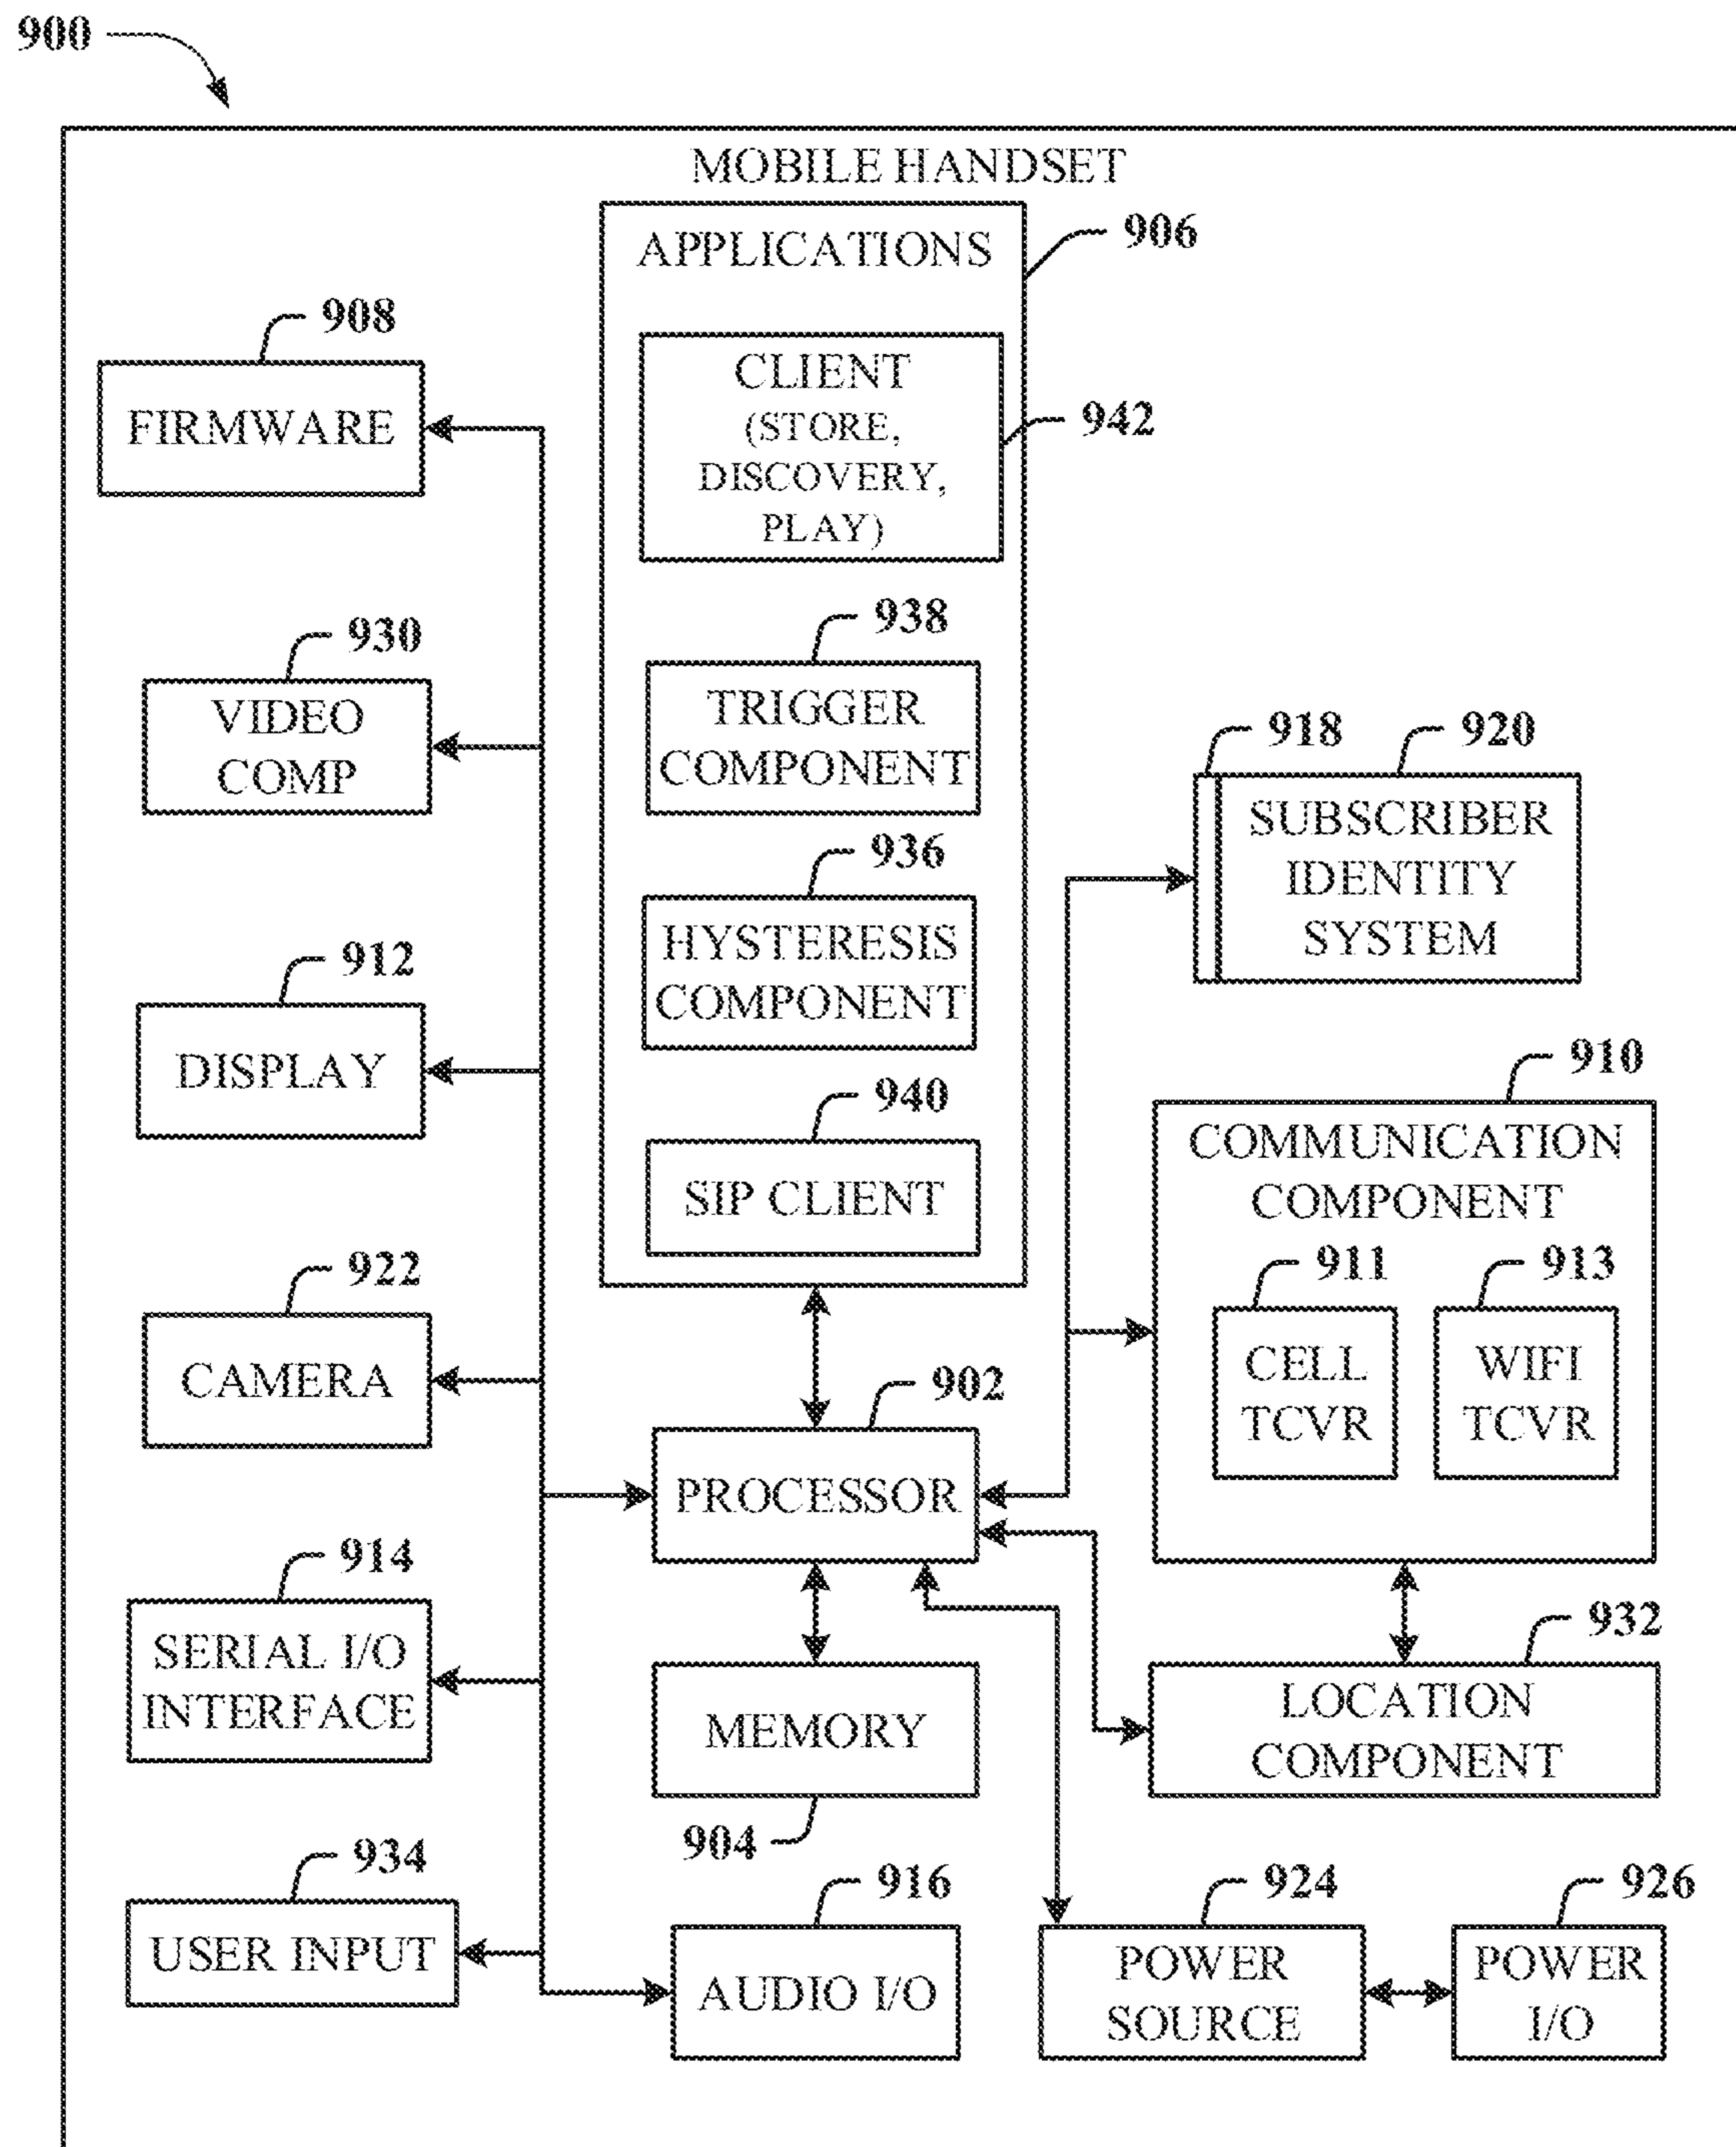 900
MOBILE HANDSET
APPLICATIONS
906
CLIENT
(STORE,
DISCOVERY,
PLAY)
942
938
TRIGGER
COMPONENT
936
HYSTERESIS
COMPONENT
940
SIP CLIENT
908
FIRMWARE
930
VIDEO
COMP
912
DISPLAY
922
CAMERA
914
SERIAL I/O
INTERFACE
934
USER INPUT
902
PROCESSOR
MEMORY
904
916
AUDIO I/O
918
920
SUBSCRIBER
IDENTITY
SYSTEM
910
COMMUNICATION
COMPONENT
911
CELL
TCVR
913
WIFI
TCVR
932
LOCATION
COMPONENT
924
POWER
SOURCE
926
POWER
I/O